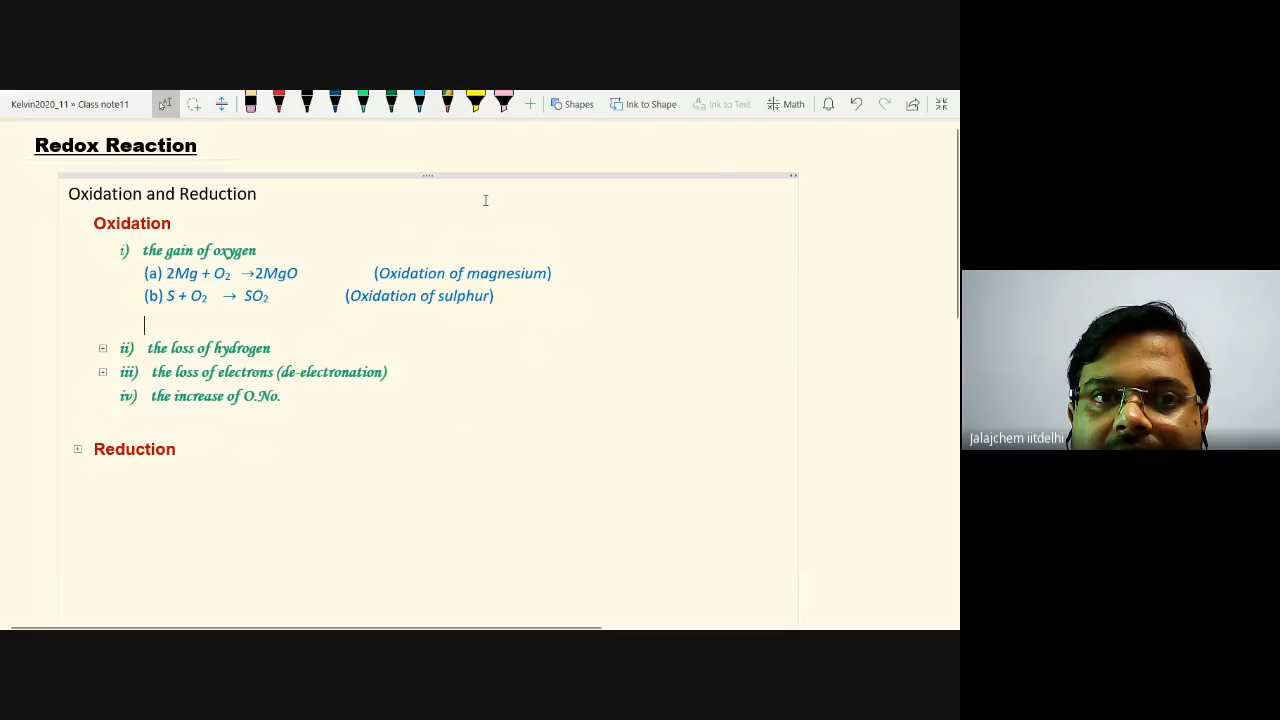 Kelvin2020_11 » Class note11
Shapes
Ink to Shape
Ink to Text
Math
Redox Reaction
Oxidation and Reduction
Oxidation
i) the gain of oxygen
(a) 2Mg + O₂ →2MgO (Oxidation of magnesium)
(b) S + O₂ → SO₂ (Oxidation of sulphur)
ii) the loss of hydrogen
iii) the loss of electrons (de-electronation)
iv) the increase of O.No.
Reduction
Jalajchem iitdelhi